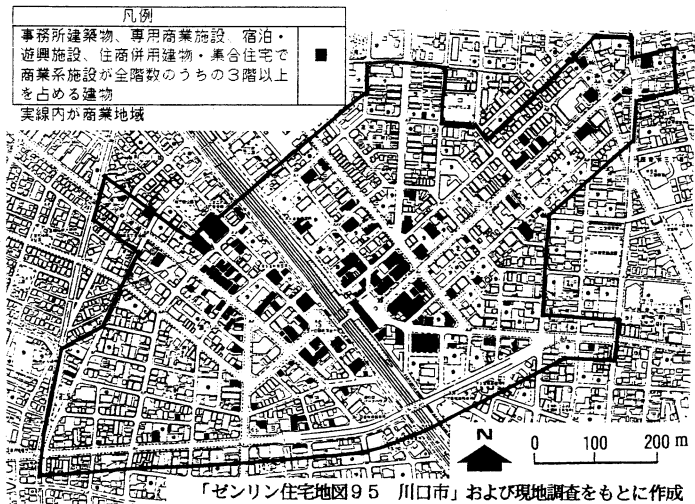 凡例
事務所建築物、専用商業施設、宿泊・
遊興施設、住商併用建物・集合住宅で
商業系施設が全階数のうちの3階以上
を占める建物
実線内が商業地域
N
0 100 200 m
「ゼンリン住宅地図95 川口市」および現地調査をもとに作成